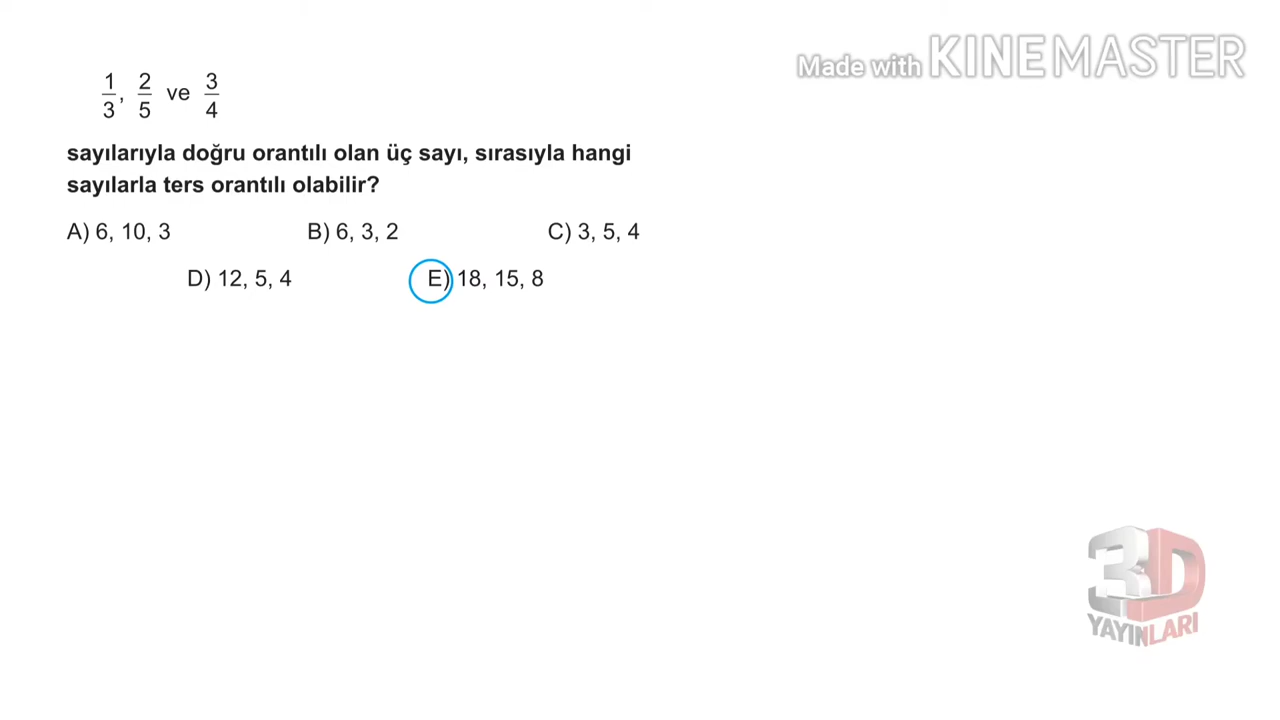 Made with KINEMASTER
1/3, 2/5 ve 3/4
sayılarıyla doğru orantılı olan üç sayı, sırasıyla hangi
sayılarla ters orantılı olabilir?
A) 6, 10, 3 B) 6, 3, 2 C) 3, 5, 4
D) 12, 5, 4 E) 18, 15, 8
3D
YAYINLARI